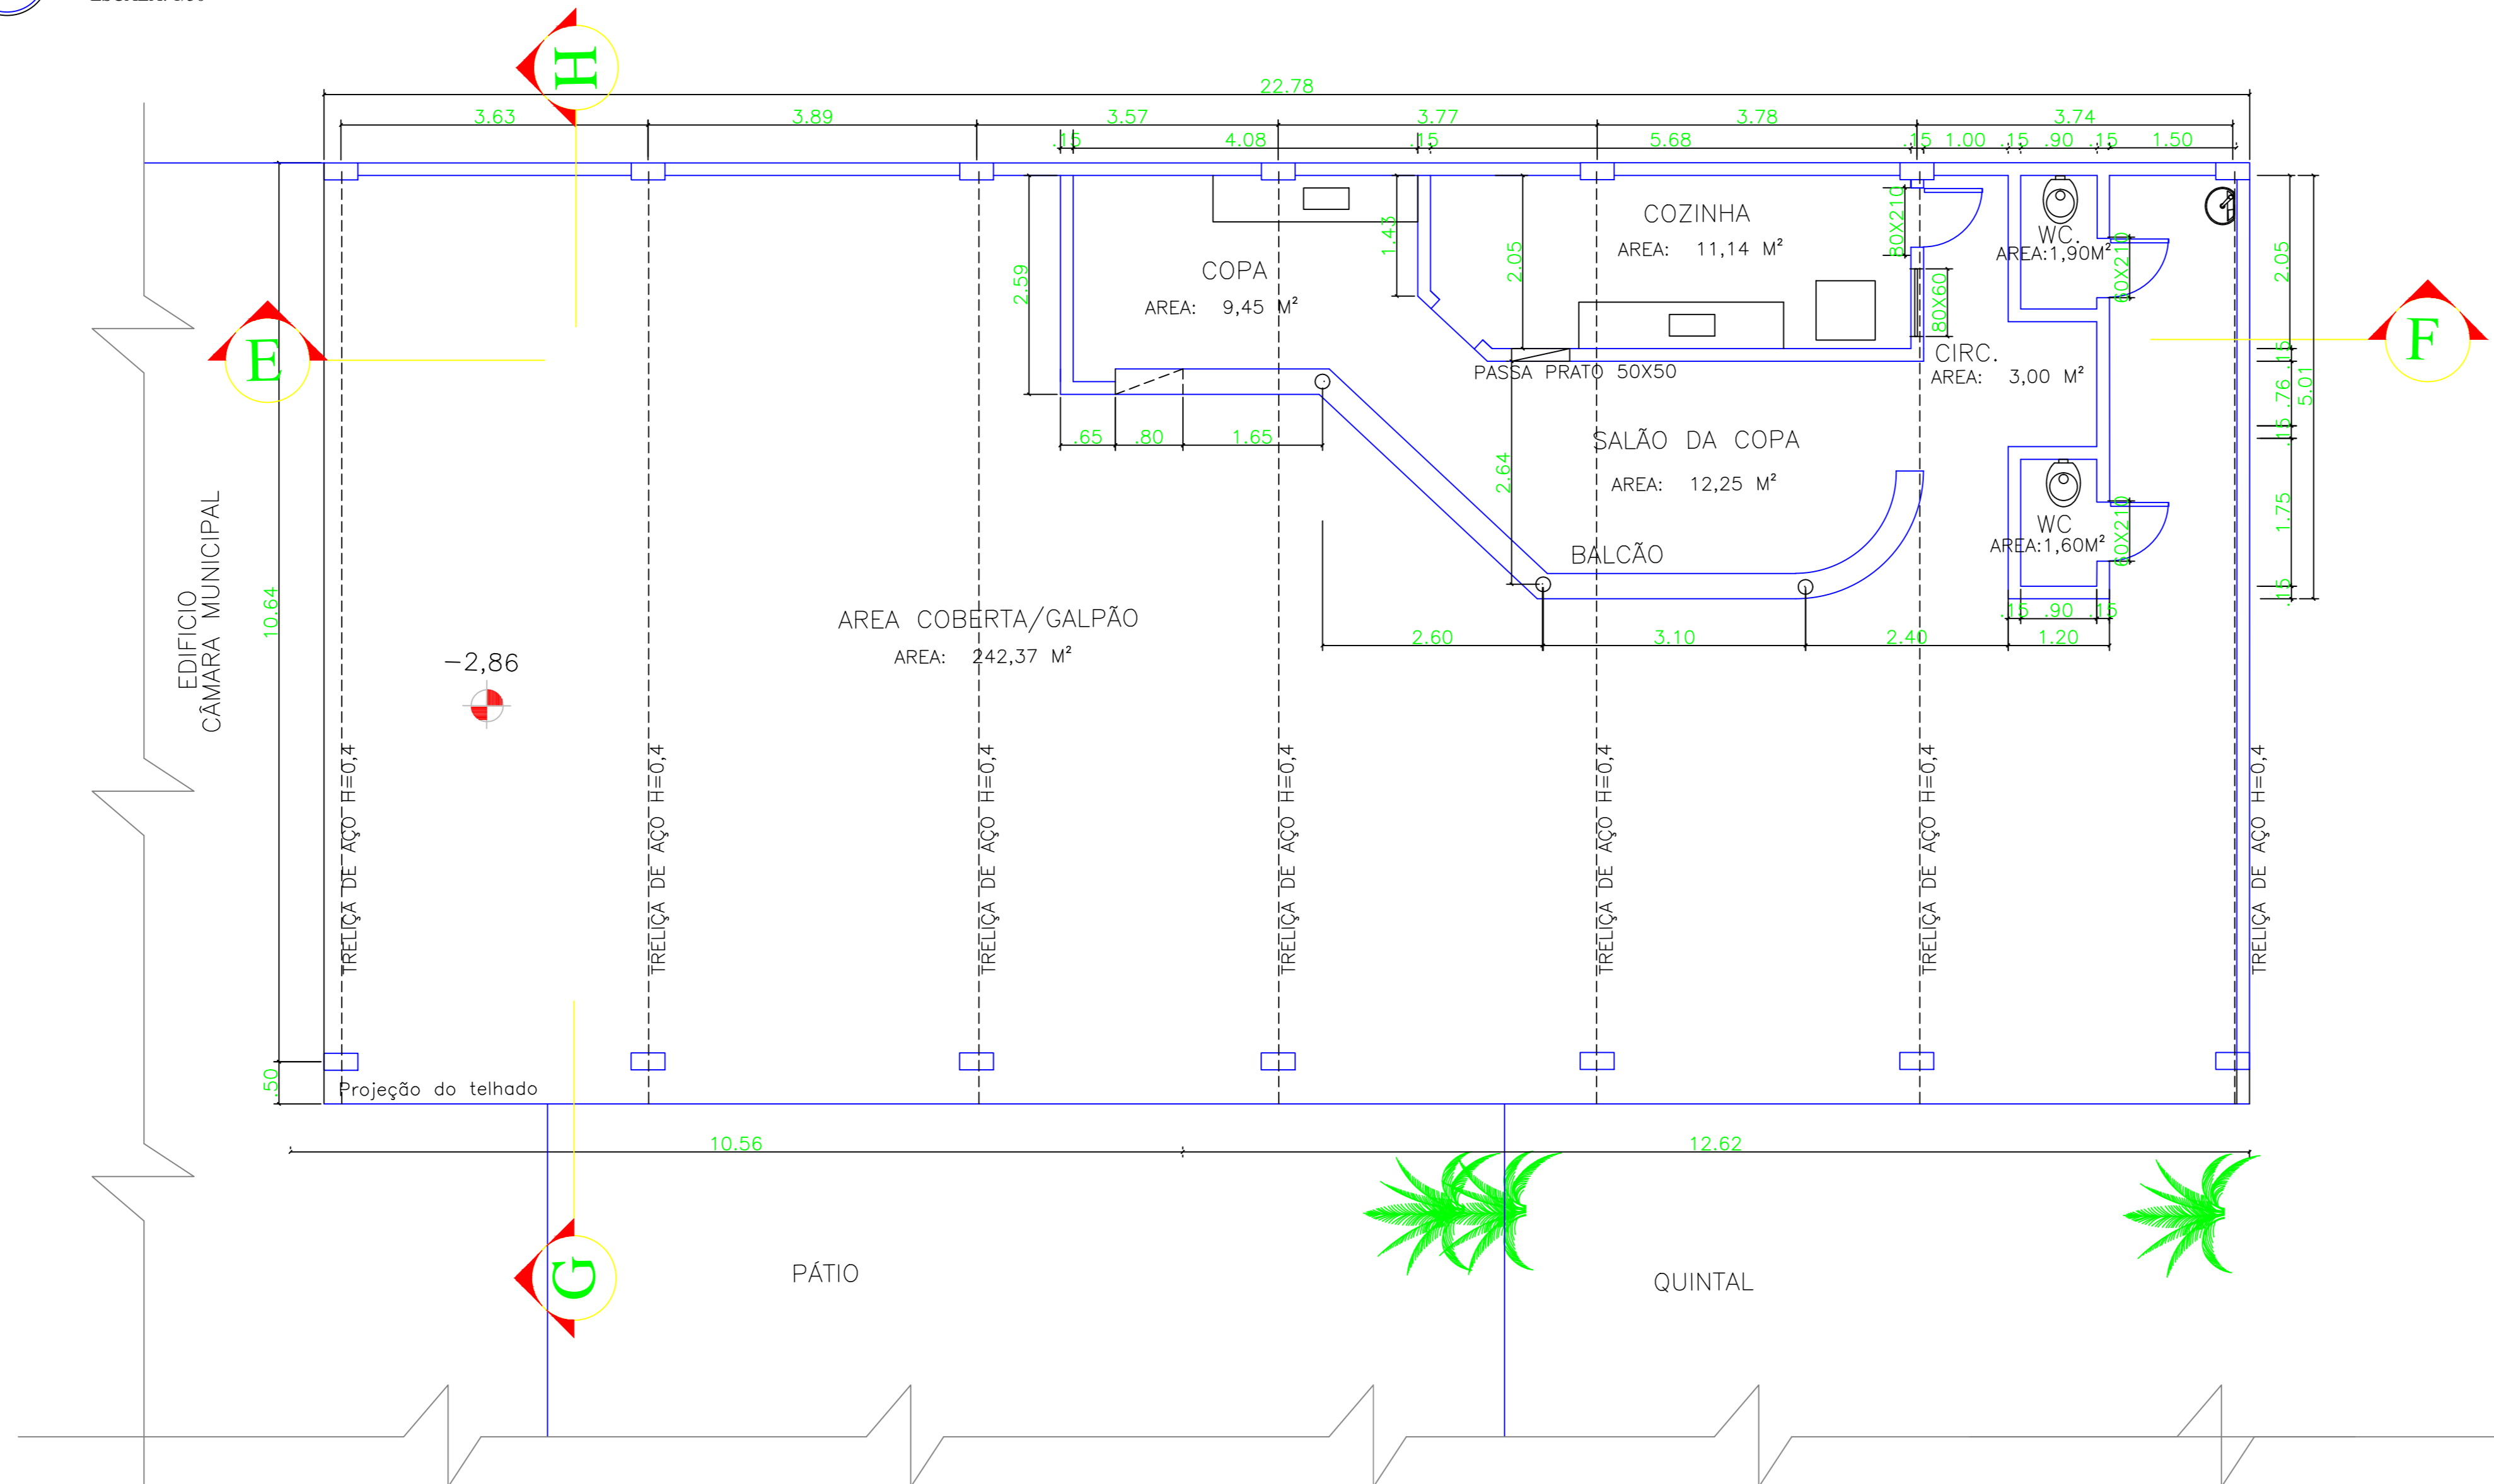 H
22.78
3.63
3.89
3.57
3.77
3.78
3.74
.15
4.08
.15
5.68
.15
1.00
.15
.90
.15
1.50
2.59
1.43
2.05
80X210
80X60
60X210
2.05
.15
.76
.15
5.01
1.75
.15
COZINHA
AREA: 11,14 M²
WC.
AREA:1,90M²
COPA
AREA: 9,45 M²
E
F
CIRC.
AREA: 3,00 M²
PASSA PRATO 50X50
.65
.80
1.65
SALÃO DA COPA
AREA: 12,25 M²
2.64
WC
AREA:1,60M²
60X210
BALCÃO
.15
.90
.15
2.60
3.10
2.40
1.20
EDIFICIO
CÂMARA MUNICIPAL
10.64
AREA COBERTA/GALPÃO
AREA: 242,37 M²
-2,86
TRELIÇA DE AÇO H=0,4
TRELIÇA DE AÇO H=0,4
TRELIÇA DE AÇO H=0,4
TRELIÇA DE AÇO H=0,4
TRELIÇA DE AÇO H=0,4
TRELIÇA DE AÇO H=0,4
TRELIÇA DE AÇO H=0,4
.50
Projeção do telhado
10.56
12.62
G
PÁTIO
QUINTAL